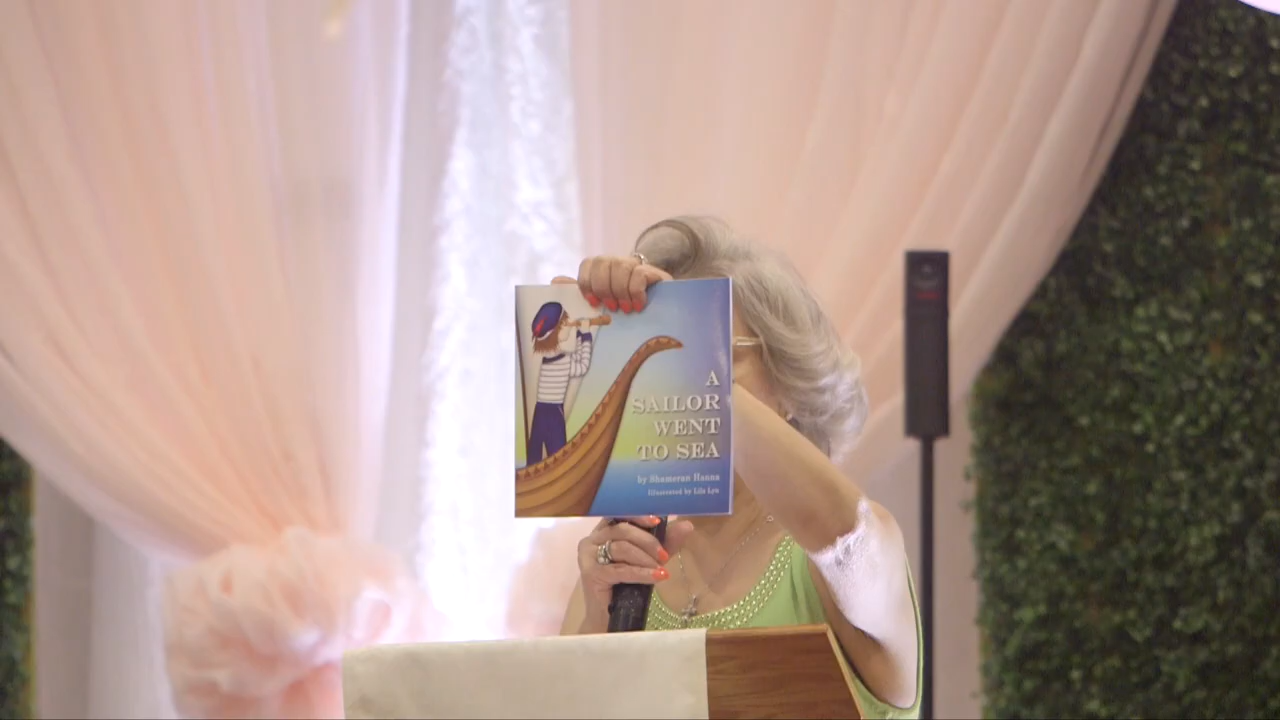 A
SAILOR
WENT
TO SEA
by Shameran Hanna
Illustrated by Lila Lyn